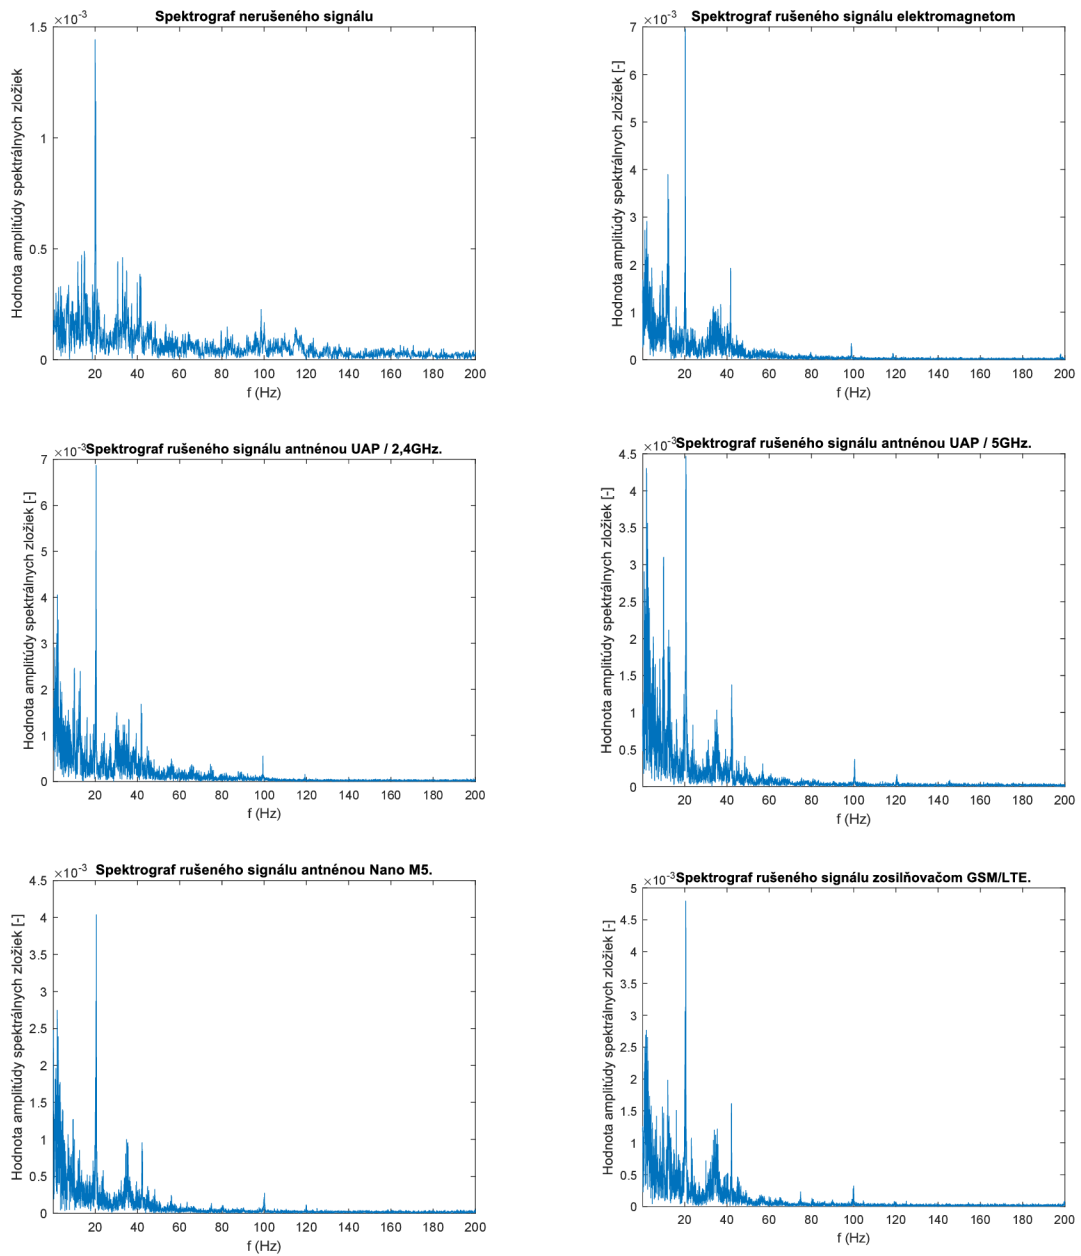 Spektrograf nerušeného signálu
×10-3
1.5
1
0.5
0
Hodnota amplitúdy spektrálnych zložiek
20 40 60 80 100 120 140 160 180 200
f (Hz)
Spektrograf rušeného signálu elektromagnetom
×10-3
7
6
5
4
3
2
1
0
Hodnota amplitúdy spektrálnych zložiek [-]
20 40 60 80 100 120 140 160 180 200
f (Hz)
×10-3 Spektrograf rušeného signálu antnénou UAP / 2,4GHz.
7
6
5
4
3
2
1
0
Hodnota amplitúdy spektrálnych zložiek [-]
20 40 60 80 100 120 140 160 180 200
f (Hz)
×10-3 Spektrograf rušeného signálu antnénou UAP / 5GHz.
4.5
4
3.5
3
2.5
2
1.5
1
0.5
0
Hodnota amplitúdy spektrálnych zložiek [-]
20 40 60 80 100 120 140 160 180 200
f (Hz)
×10-3 Spektrograf rušeného signálu antnénou Nano M5.
4.5
4
3.5
3
2.5
2
1.5
1
0.5
0
Hodnota amplitúdy spektrálnych zložiek [-]
20 40 60 80 100 120 140 160 180 200
f (Hz)
×10-3 Spektrograf rušeného signálu zosilňovačom GSM/LTE.
5
4.5
4
3.5
3
2.5
2
1.5
1
0.5
0
Hodnota amplitúdy spektrálnych zložiek [-]
20 40 60 80 100 120 140 160 180 200
f (Hz)